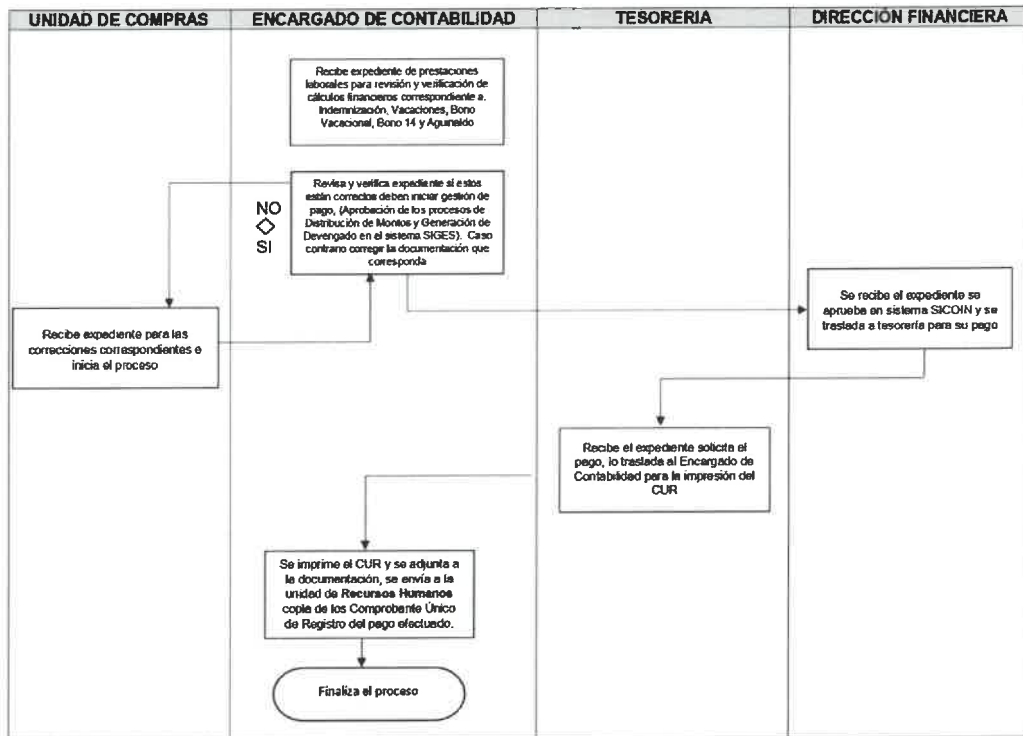 UNIDAD DE COMPRAS
ENCARGADO DE CONTABILIDAD
TESORERIA
DIRECCIÓN FINANCIERA
Recibe expediente de prestaciones
laborales para revisión y verificación de
cálculos financieros correspondiente a.
Indemnización, Vacaciones, Bono
Vacacional, Bono 14 y Aguinaldo
Revisa y verifica expediente si estos
están correctos deben iniciar gestión de
pago, (Aprobación de los procesos de
Distribución de Montos y Generación de
Devengado en el sistema SIGES). Caso
contrario corregir la documentación que
corresponda
NO
SI
Recibe expediente para las
correcciones correspondientes e
inicia el proceso
Se recibe el expediente se
aprueba en sistema SICOIN y se
traslada a tesorería para su pago
Recibe el expediente solicita el
pago, lo traslada al Encargado de
Contabilidad para la impresión del
CUR
Se imprime el CUR y se adjunta a
la documentación, se envía a la
unidad de Recursos Humanos
copia de los Comprobante Único
de Registro del pago efectuado.
Finaliza el proceso